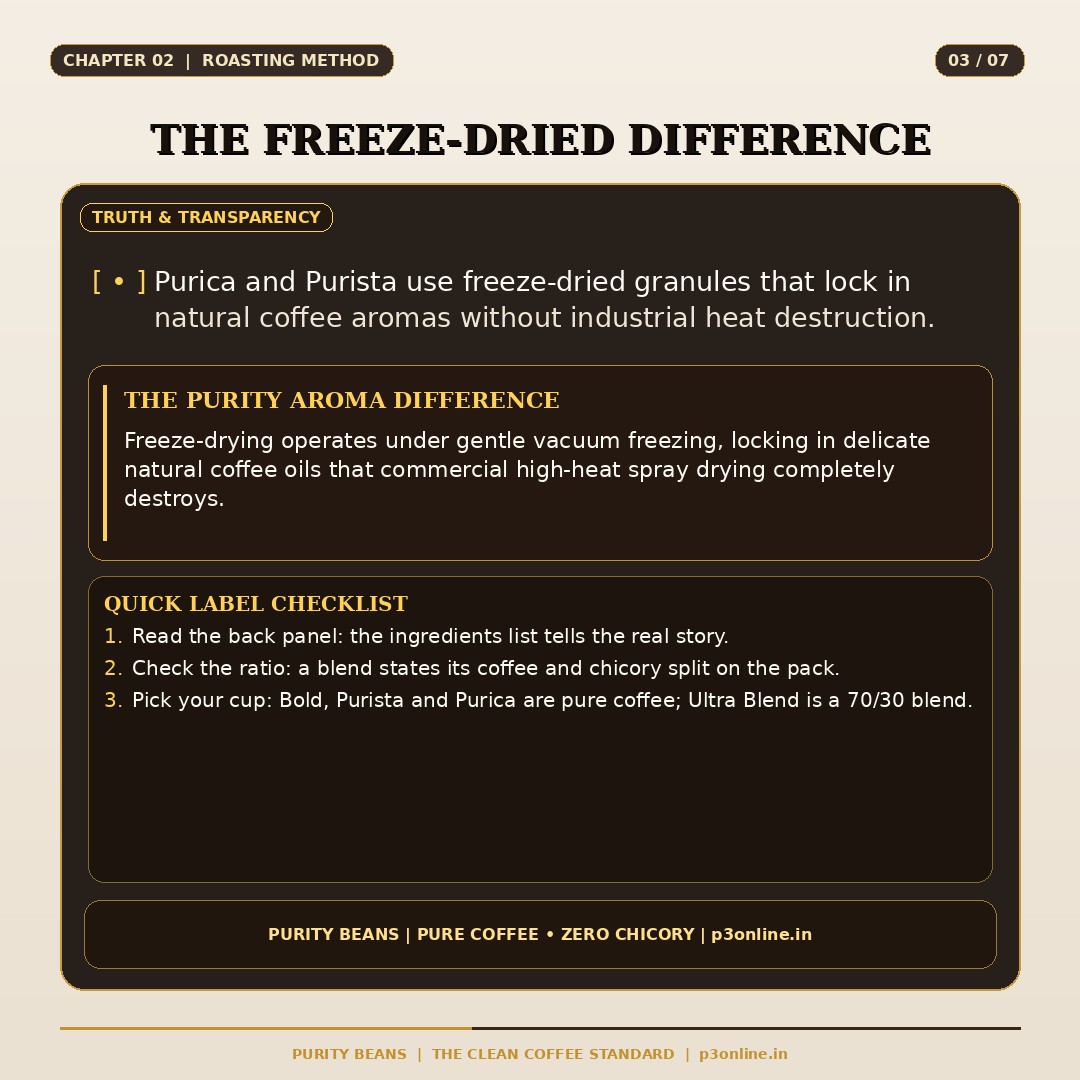 CHAPTER 02 | ROASTING METHOD
03 / 07
THE FREEZE-DRIED DIFFERENCE
TRUTH & TRANSPARENCY
[ • ] Purica and Purista use freeze-dried granules that lock in
natural coffee aromas without industrial heat destruction.
THE PURITY AROMA DIFFERENCE
Freeze-drying operates under gentle vacuum freezing, locking in delicate
natural coffee oils that commercial high-heat spray drying completely
destroys.
QUICK LABEL CHECKLIST
1. Read the back panel: the ingredients list tells the real story.
2. Check the ratio: a blend states its coffee and chicory split on the pack.
3. Pick your cup: Bold, Purista and Purica are pure coffee; Ultra Blend is a 70/30 blend.
PURITY BEANS | PURE COFFEE • ZERO CHICORY | p3online.in
PURITY BEANS | THE CLEAN COFFEE STANDARD | p3online.in